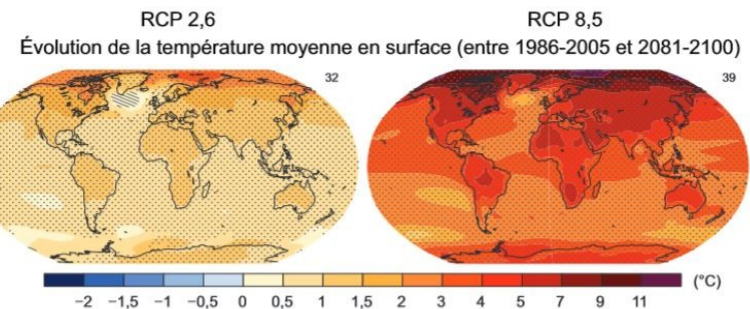 RCP 2,6 RCP 8,5
Évolution de la température moyenne en surface (entre 1986-2005 et 2081-2100)
32 39
(°C)
−2 −1,5 −1 −0,5 0 0,5 1 1,5 2 3 4 5 7 9 11